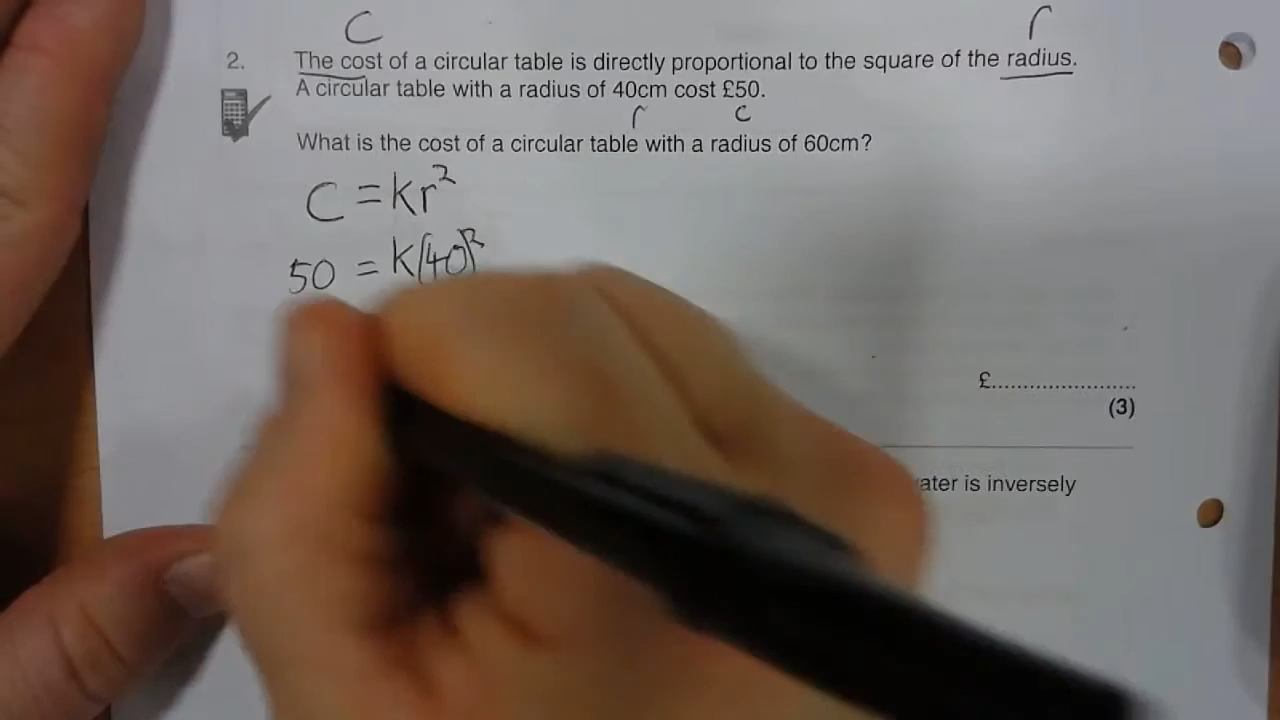 C r
2. The cost of a circular table is directly proportional to the square of the radius.
A circular table with a radius of 40cm cost £50.
r c
What is the cost of a circular table with a radius of 60cm?
C = kr²
50 = k(40)²
£........................
(3)
ater is inversely